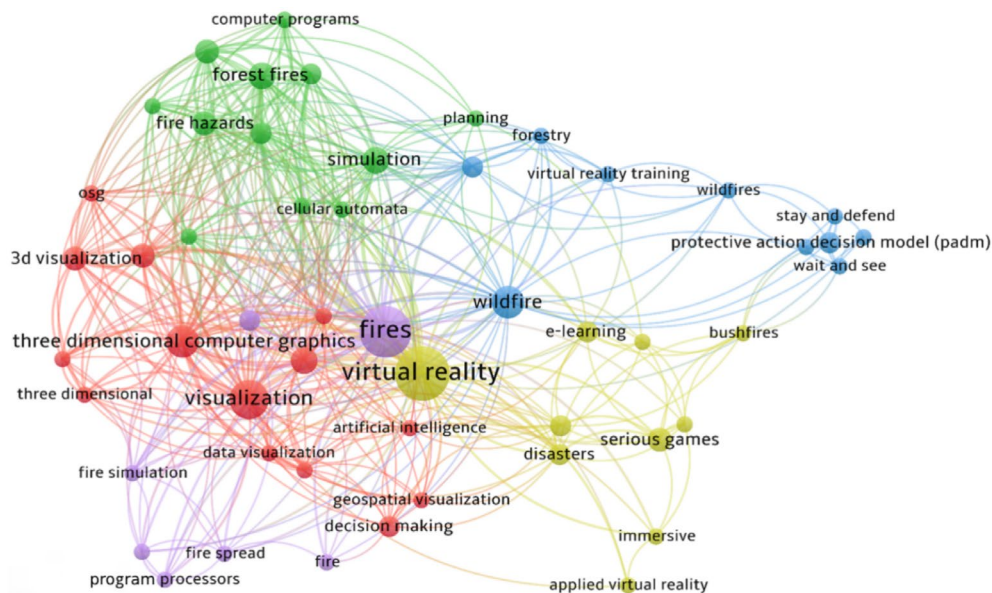 computer programs
forest fires
fire hazards
planning
forestry
simulation
virtual reality training
wildfires
osg
cellular automata
stay and defend
protective action decision model (padm)
3d visualization
wait and see
wildfire
fires
e-learning
bushfires
three dimensional computer graphics
virtual reality
three dimensional
visualization
artificial intelligence
serious games
data visualization
disasters
fire simulation
geospatial visualization
decision making
immersive
fire spread
fire
program processors
applied virtual reality